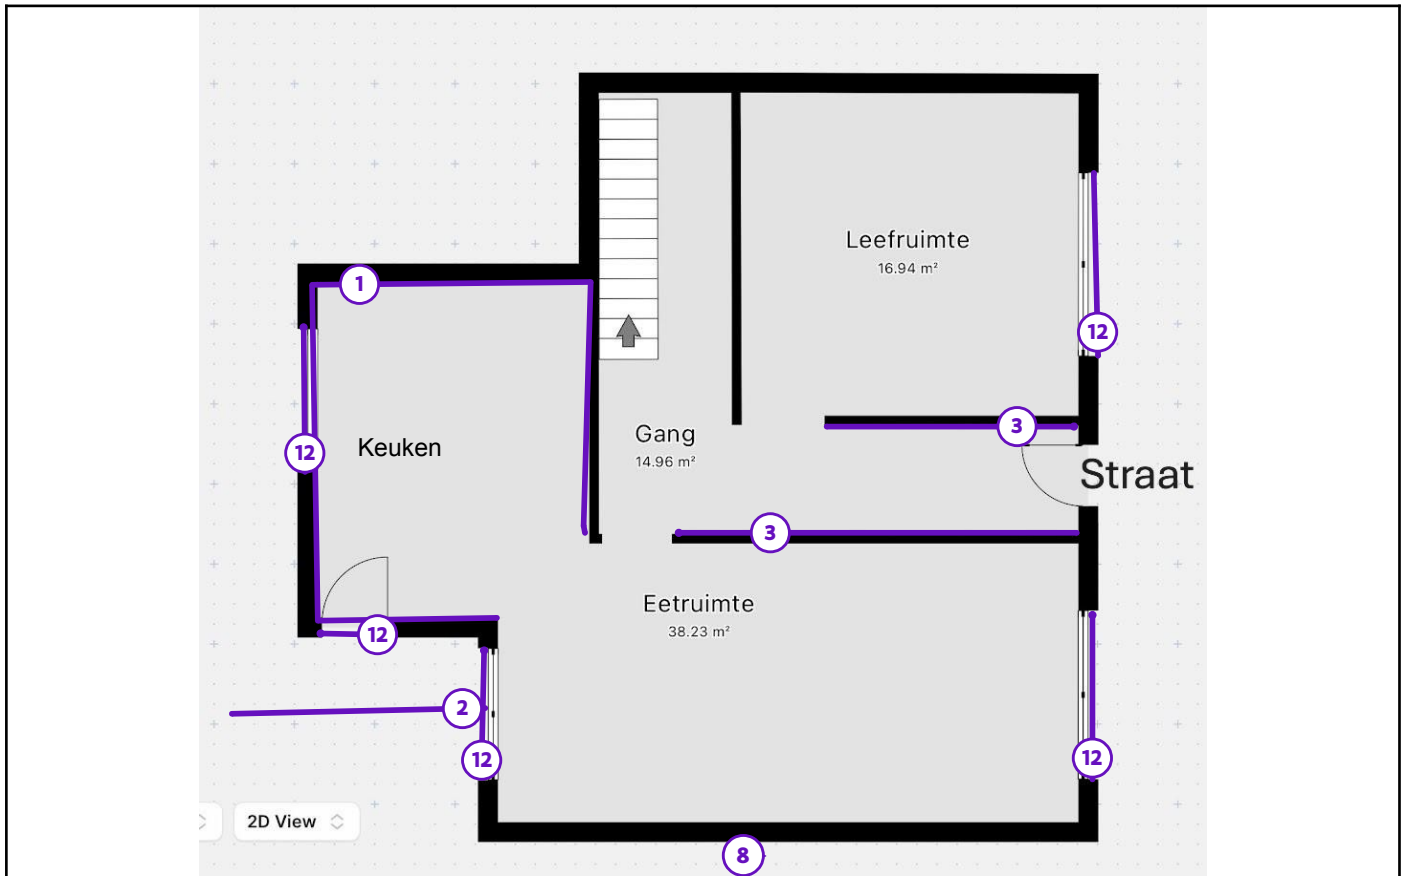 Leefruimte
16.94 m²
1
12
Gang
14.96 m²
3
Keuken
12
Straat
3
Eetruimte
38.23 m²
12
2
12
12
2D View
8